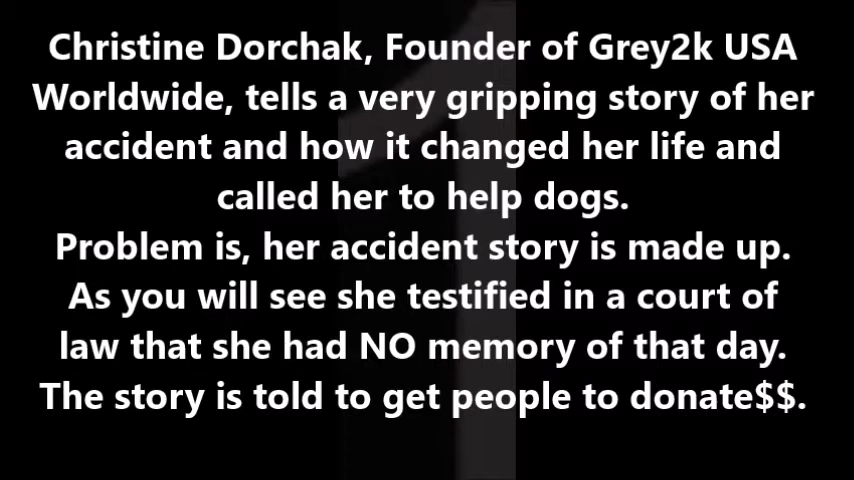 Christine Dorchak, Founder of Grey2k USA
Worldwide, tells a very gripping story of her
accident and how it changed her life and
called her to help dogs.
Problem is, her accident story is made up.
As you will see she testified in a court of
law that she had NO memory of that day.
The story is told to get people to donate$$.